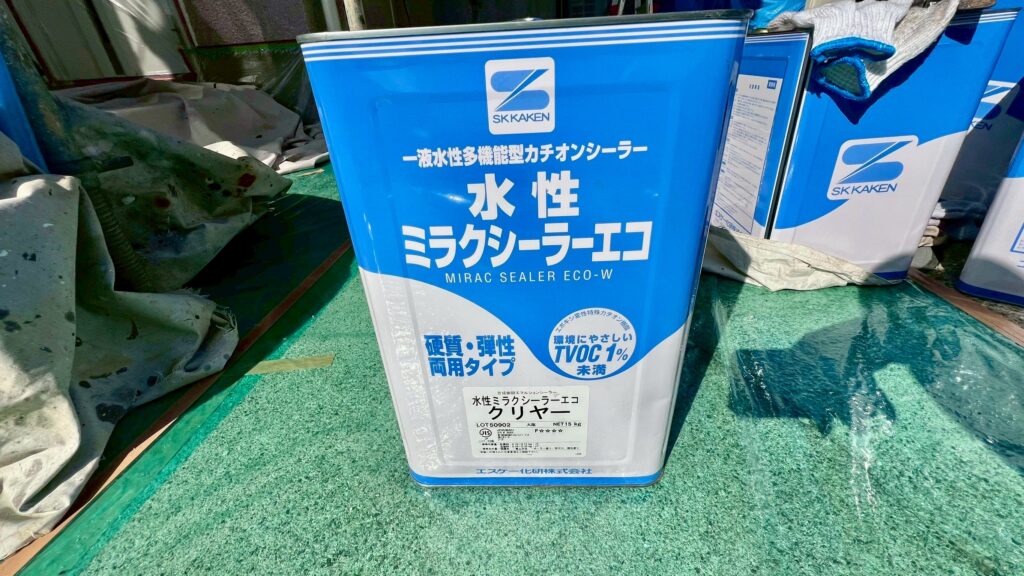 SK KAKEN
一液水性多機能型カチオンシーラー
水性
ミラクシーラーエコ
MIRAC SEALER ECO-W
硬質・弾性
両用タイプ
環境にやさしい
TVOC 1%
未満
水性ミラクシーラーエコ
クリヤー
LOT50902
NET15kg
F☆☆☆☆
エスケー化研株式会社
SK KAKEN